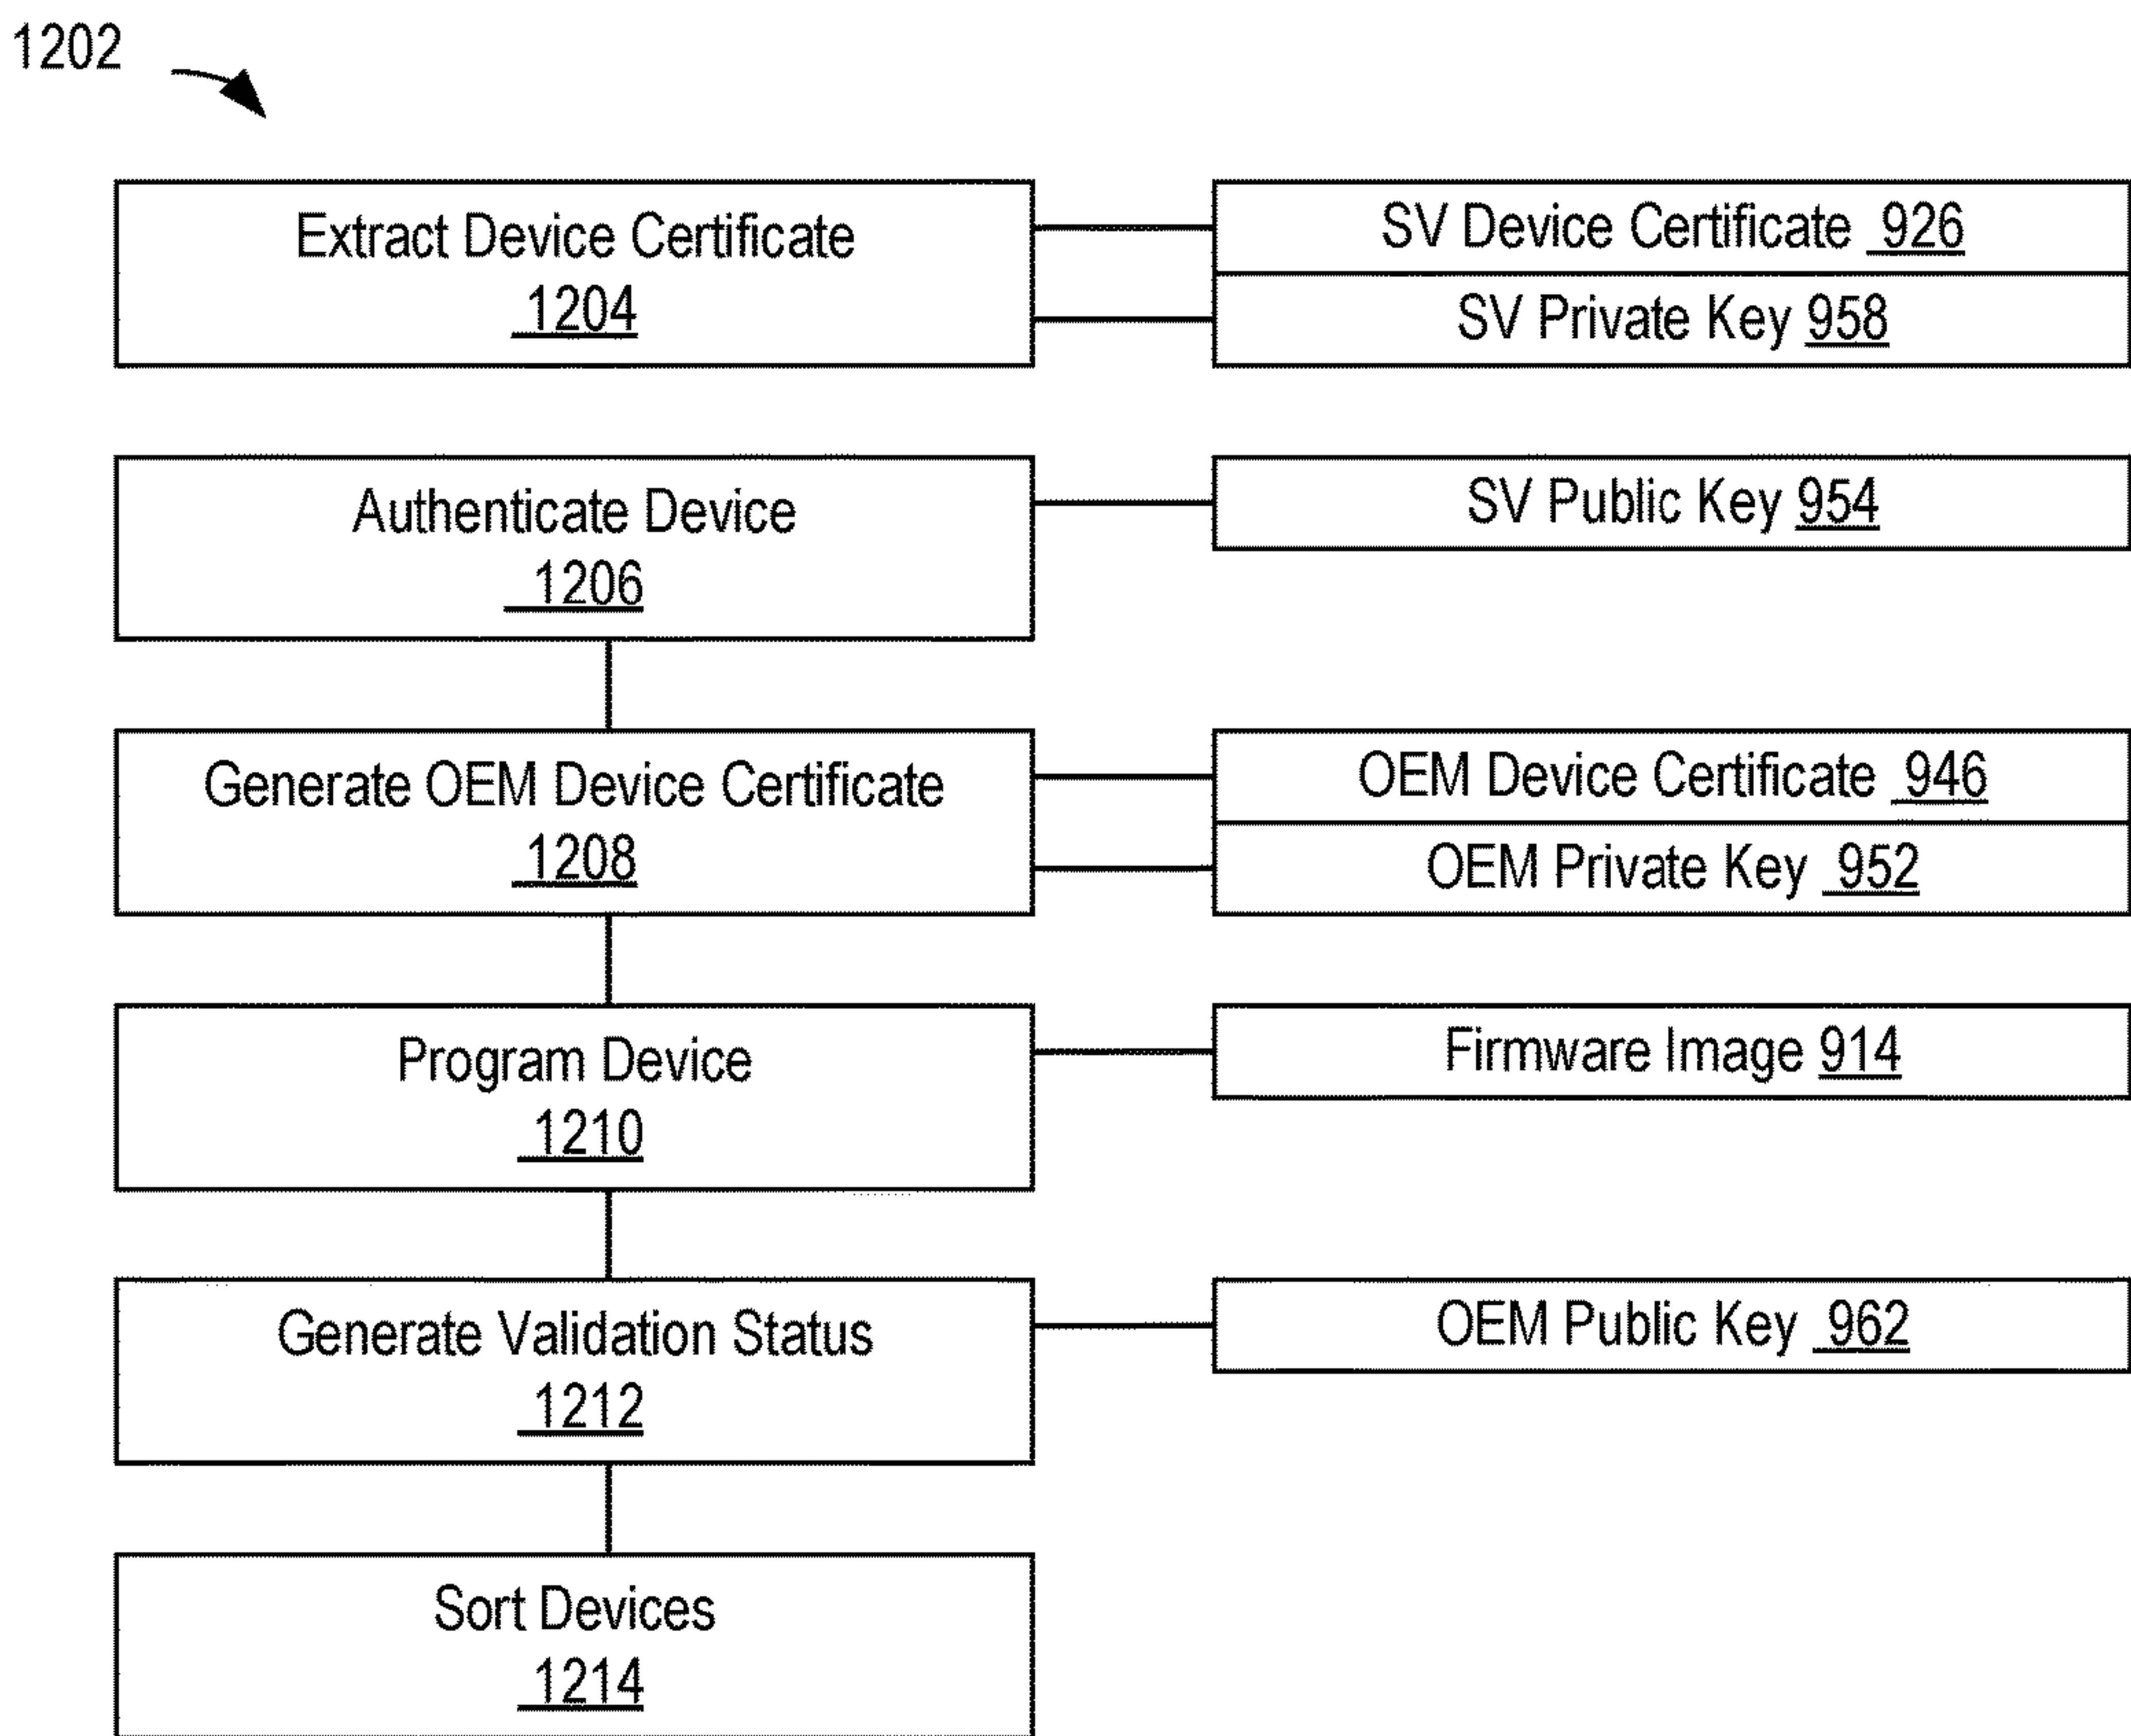 1202
Extract Device Certificate
1204
SV Device Certificate 926
SV Private Key 958
Authenticate Device
1206
SV Public Key 954
Generate OEM Device Certificate
1208
OEM Device Certificate 946
OEM Private Key 952
Program Device
1210
Firmware Image 914
Generate Validation Status
1212
OEM Public Key 962
Sort Devices
1214